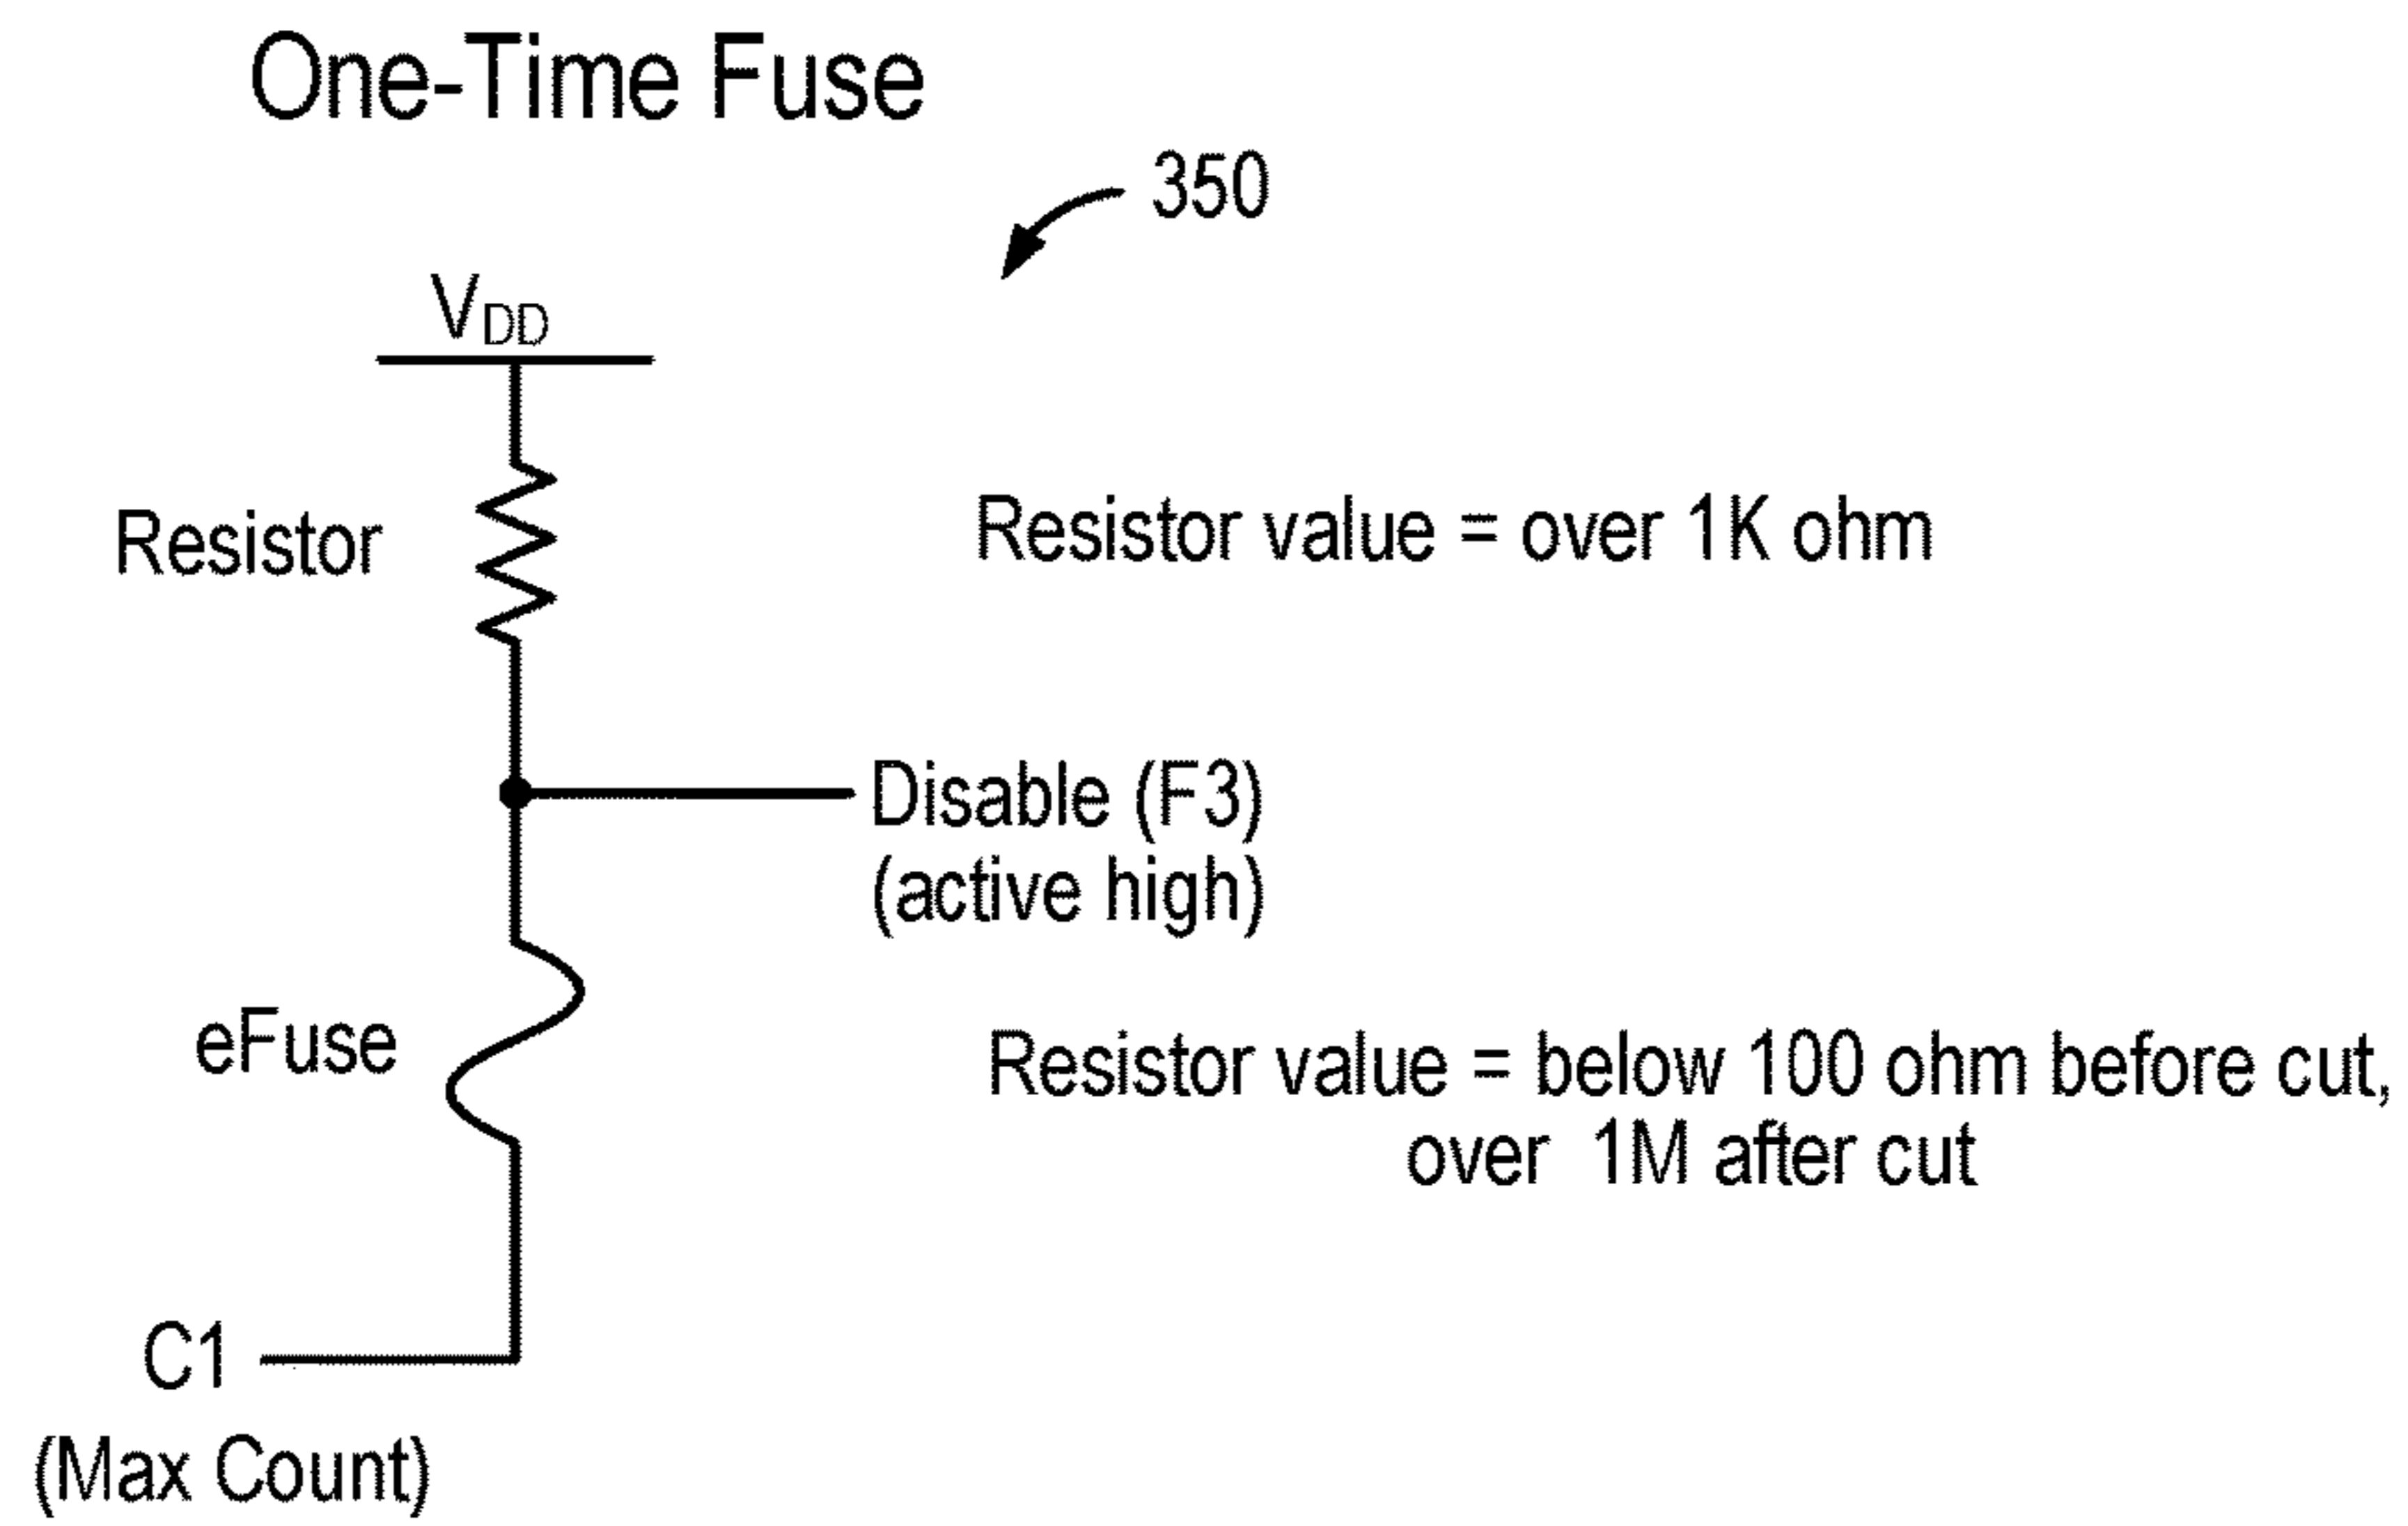 One-Time Fuse
350
VDD
Resistor
Resistor value = over 1K ohm
Disable (F3)
(active high)
eFuse
Resistor value = below 100 ohm before cut,
over 1M after cut
C1
(Max Count)